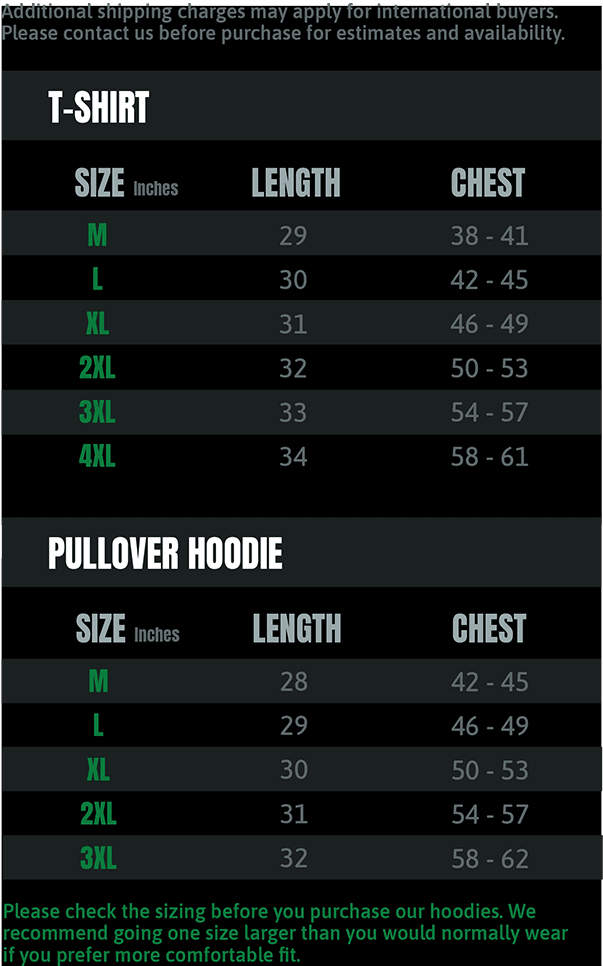 Additional shipping charges may apply for international buyers.
Please contact us before purchase for estimates and availability.
T-SHIRT
SIZE Inches LENGTH CHEST
M 29 38 - 41
L 30 42 - 45
XL 31 46 - 49
2XL 32 50 - 53
3XL 33 54 - 57
4XL 34 58 - 61
PULLOVER HOODIE
SIZE Inches LENGTH CHEST
M 28 42 - 45
L 29 46 - 49
XL 30 50 - 53
2XL 31 54 - 57
3XL 32 58 - 62
Please check the sizing before you purchase our hoodies. We
recommend going one size larger than you would normally wear
if you prefer more comfortable fit.